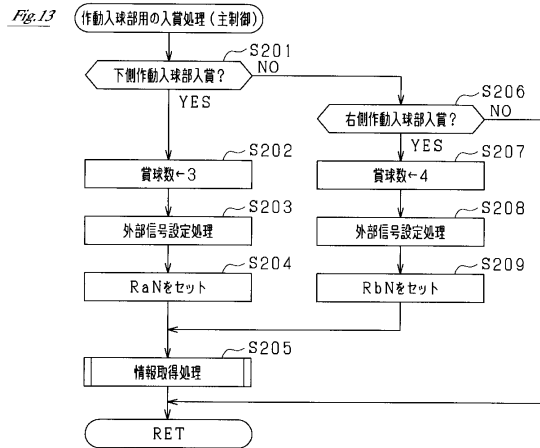 Fig.13
作動入球部用の入賞処理(主制御)
S201
下側作動入球部入賞?
NO
YES
S206
右側作動入球部入賞?
NO
YES
S202
賞球数←3
S207
賞球数←4
S203
外部信号設定処理
S208
外部信号設定処理
S204
RaNをセット
S209
RbNをセット
S205
情報取得処理
RET